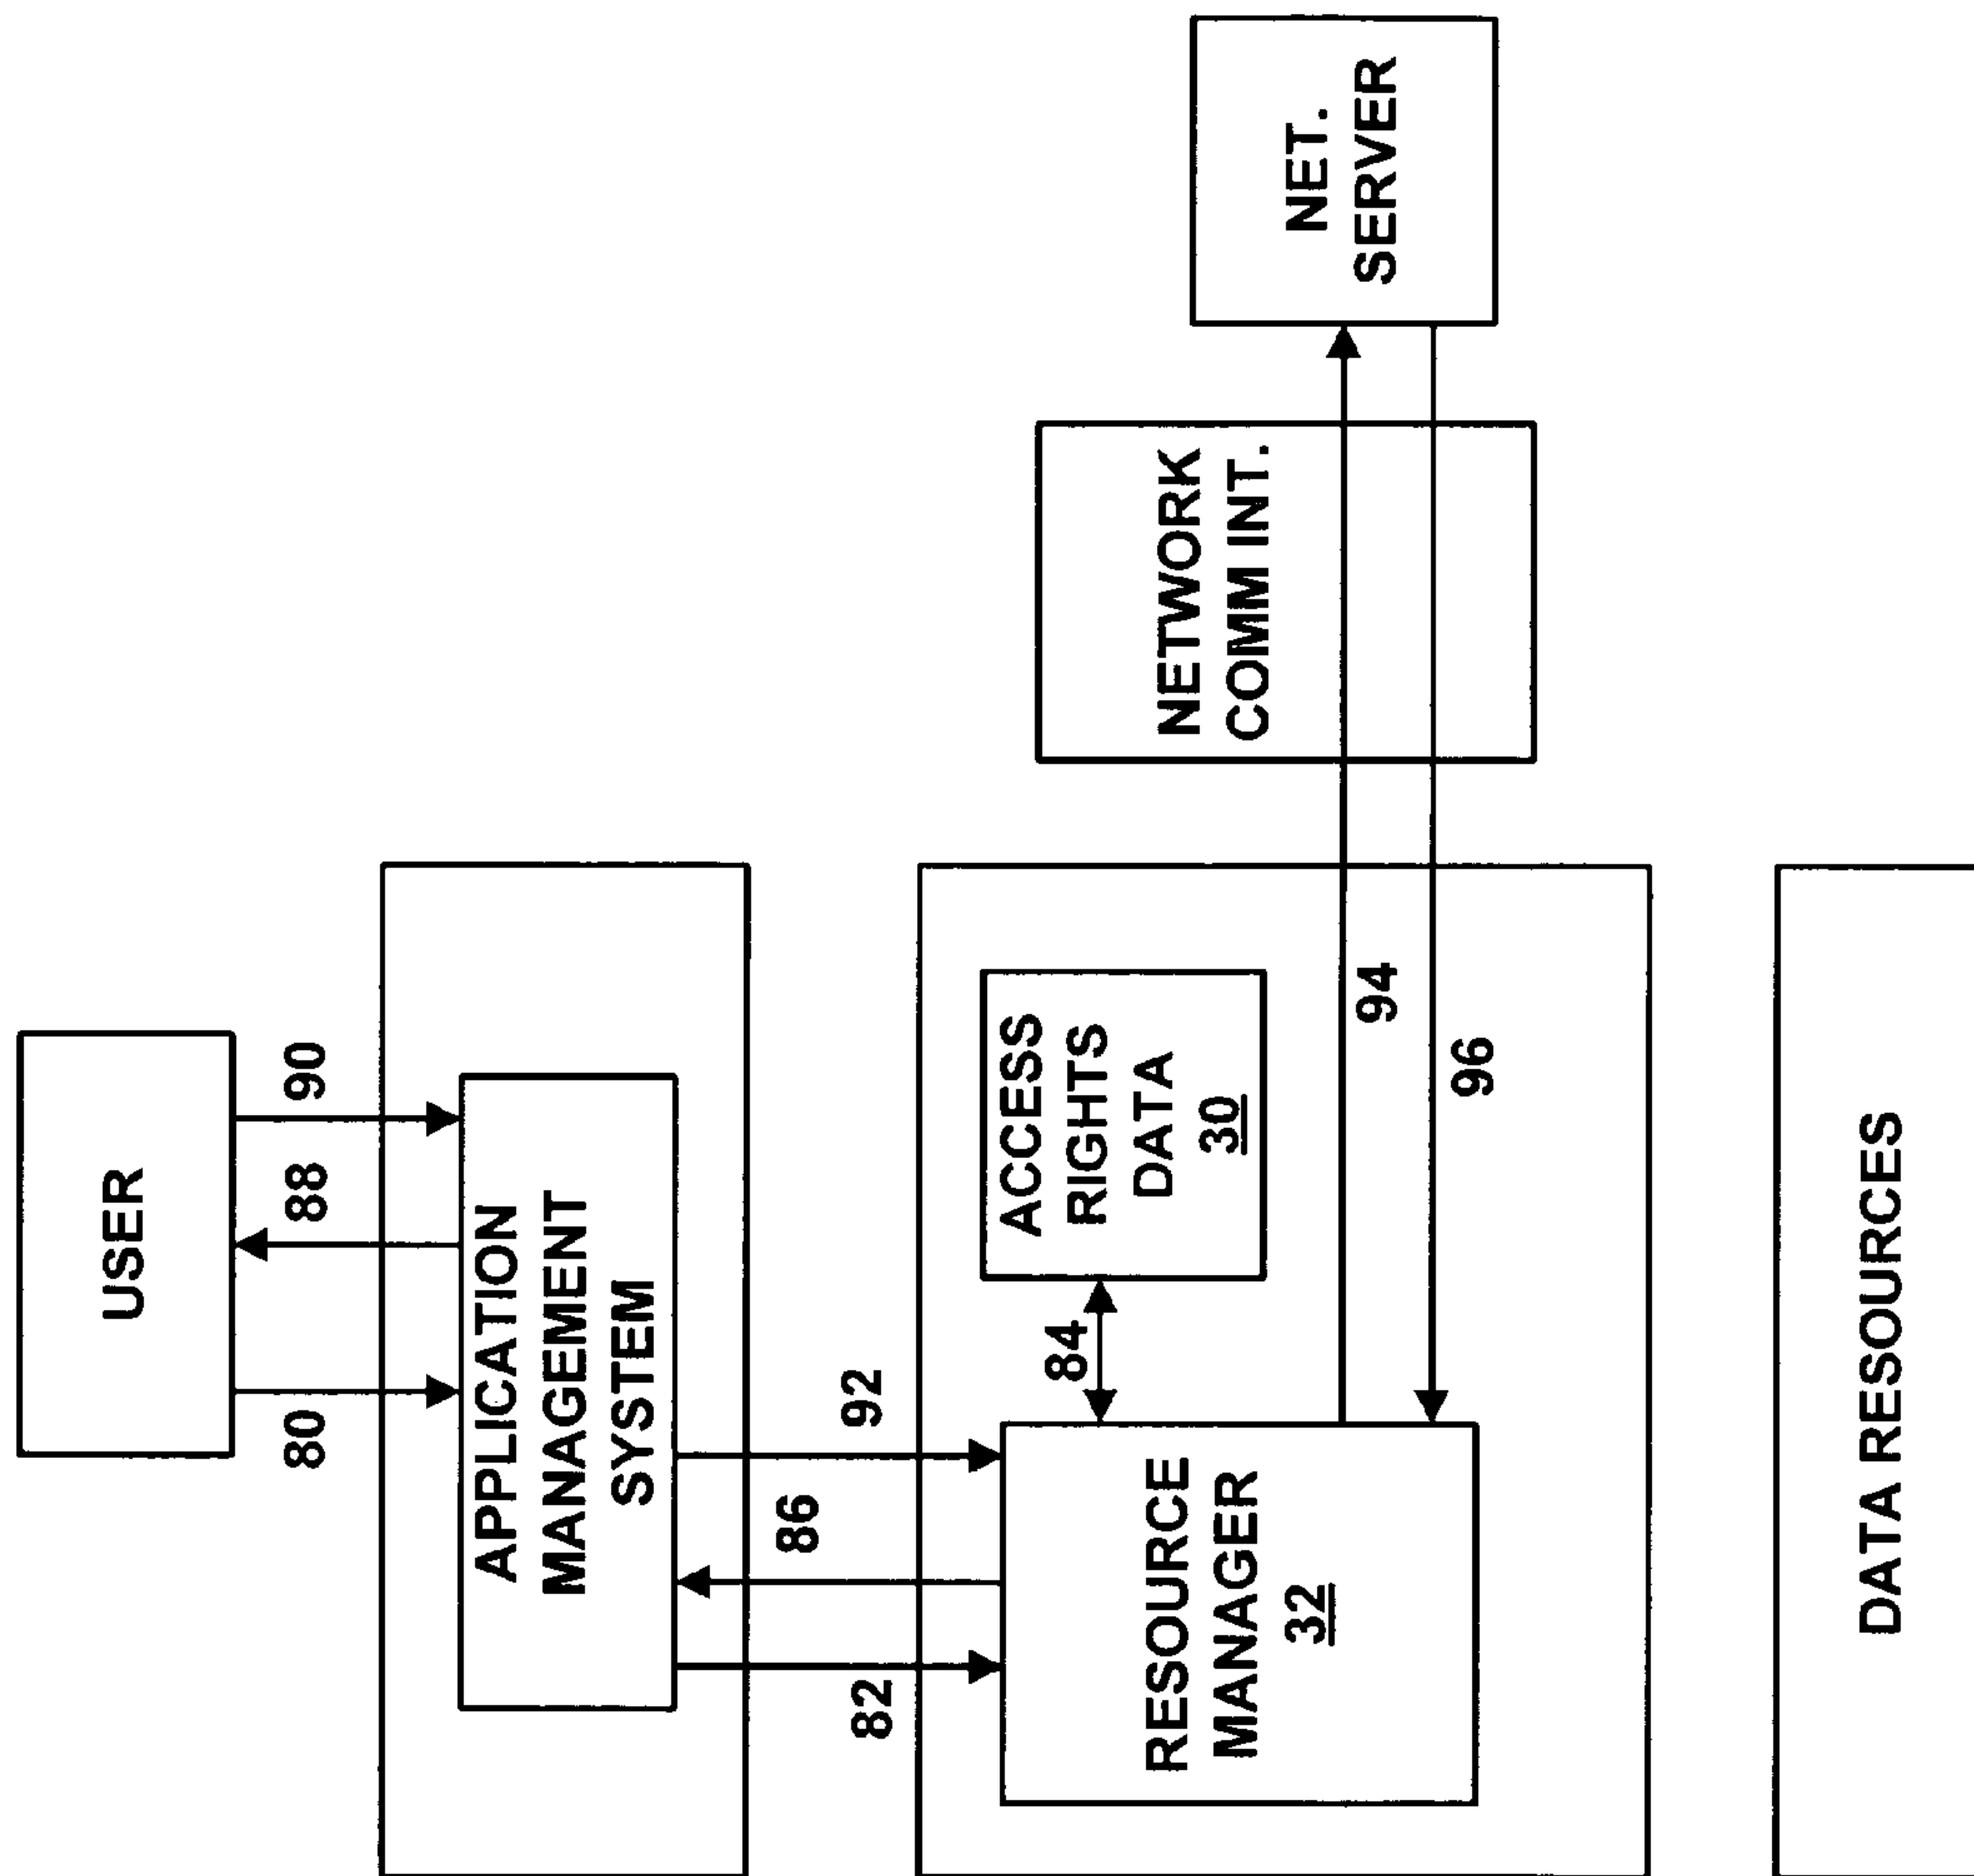 USER
80
88
90
APPLICATION
MANAGEMENT
SYSTEM
82
86
92
RESOURCE
MANAGER
32
84
ACCESS
RIGHTS
DATA
30
94
96
NETWORK
COMM INT.
NET.
SERVER
DATA RESOURCES